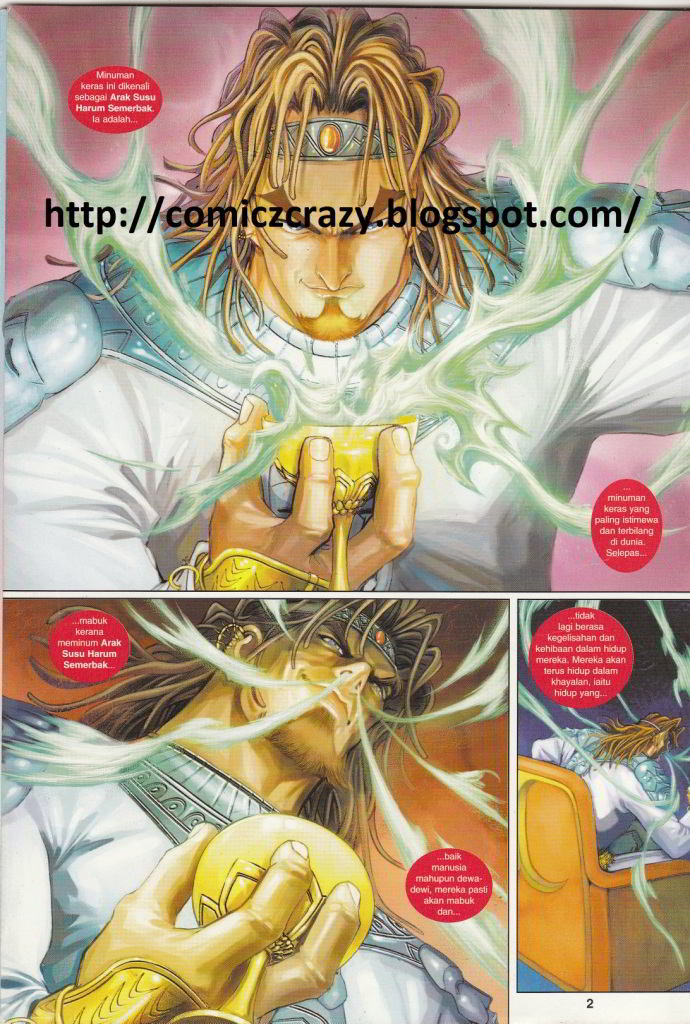 Minuman
keras ini dikenali
sebagai Arak Susu
Harum Semerbak.
Ia adalah...
http://comiczcrazy.blogspot.com/
...
minuman
keras yang
paling istimewa
dan terbilang
di dunia.
Selepas...
...mabuk
kerana
meminum Arak
Susu Harum
Semerbak...
...baik
manusia
mahupun dewa-
dewi, mereka pasti
akan mabuk
dan...
...tidak
lagi berasa
kegelisahan dan
kehibaan dalam hidup
mereka. Mereka akan
terus hidup dalam
khayalan, iaitu
hidup yang...
2